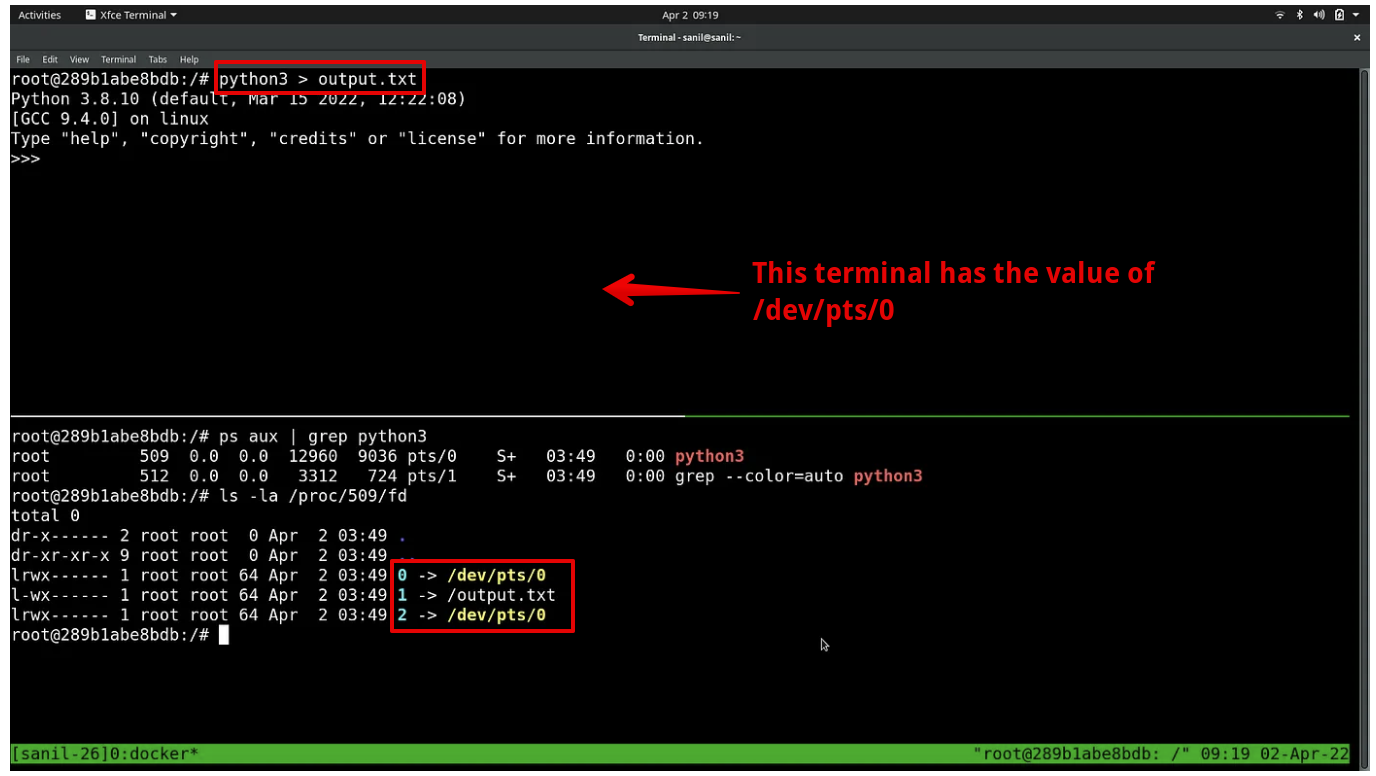 Activities Xfce Terminal Apr 2 09:19
Terminal - sanil@sanil: ~
File Edit View Terminal Tabs Help
root@289b1abe8bdb:/# python3 > output.txt
Python 3.8.10 (default, Mar 15 2022, 12:22:08)
[GCC 9.4.0] on linux
Type "help", "copyright", "credits" or "license" for more information.
>>>
This terminal has the value of
/dev/pts/0
root@289b1abe8bdb:/# ps aux | grep python3
root 509 0.0 0.0 12960 9036 pts/0 S+ 03:49 0:00 python3
root 512 0.0 0.0 3312 724 pts/1 S+ 03:49 0:00 grep --color=auto python3
root@289b1abe8bdb:/# ls -la /proc/509/fd
total 0
dr-x------ 2 root root 0 Apr 2 03:49 .
dr-xr-xr-x 9 root root 0 Apr 2 03:49 ..
lrwx------ 1 root root 64 Apr 2 03:49 0 -> /dev/pts/0
l-wx------ 1 root root 64 Apr 2 03:49 1 -> /output.txt
lrwx------ 1 root root 64 Apr 2 03:49 2 -> /dev/pts/0
root@289b1abe8bdb:/#
[sanil-26]0:docker* "root@289b1abe8bdb: /" 09:19 02-Apr-22